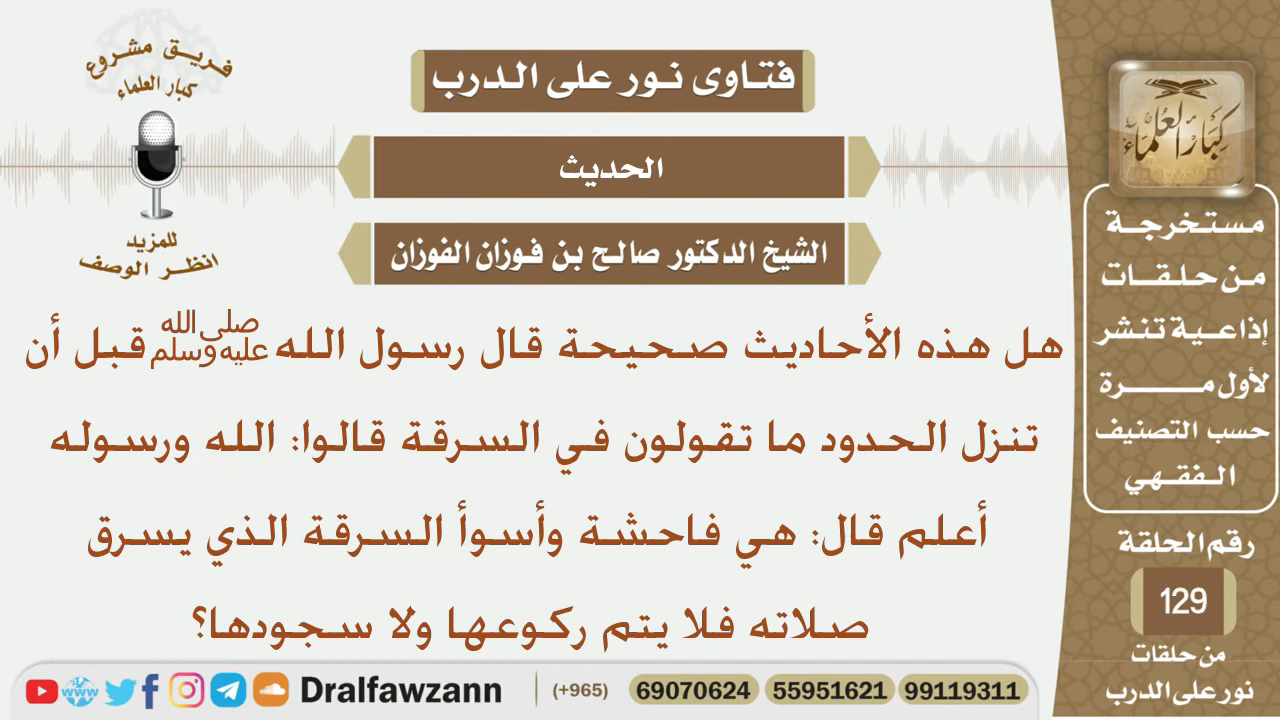 فريق مشروع
كبار العلماء
للمزيد
انظر الوصف
فتاوى نور على الدرب
الحديث
الشيخ الدكتور صالح بن فوزان الفوزان
هل هذه الأحاديث صحيحة قال رسول الله ﷺ قبل أن
تنزل الحدود ما تقولون في السرقة قالوا: الله ورسوله
أعلم قال: هي فاحشة وأسوأ السرقة الذي يسرق
صلاته فلا يتم ركوعها ولا سجودها؟
كبار العلماء
مستخرجة
من حلقات
إذاعية تنشر
لأول مرة
حسب التصنيف
الفقهي
رقم الحلقة
129
من حلقات
نور على الدرب
www Dralfawzann (+965) 69070624 55951621 99119311